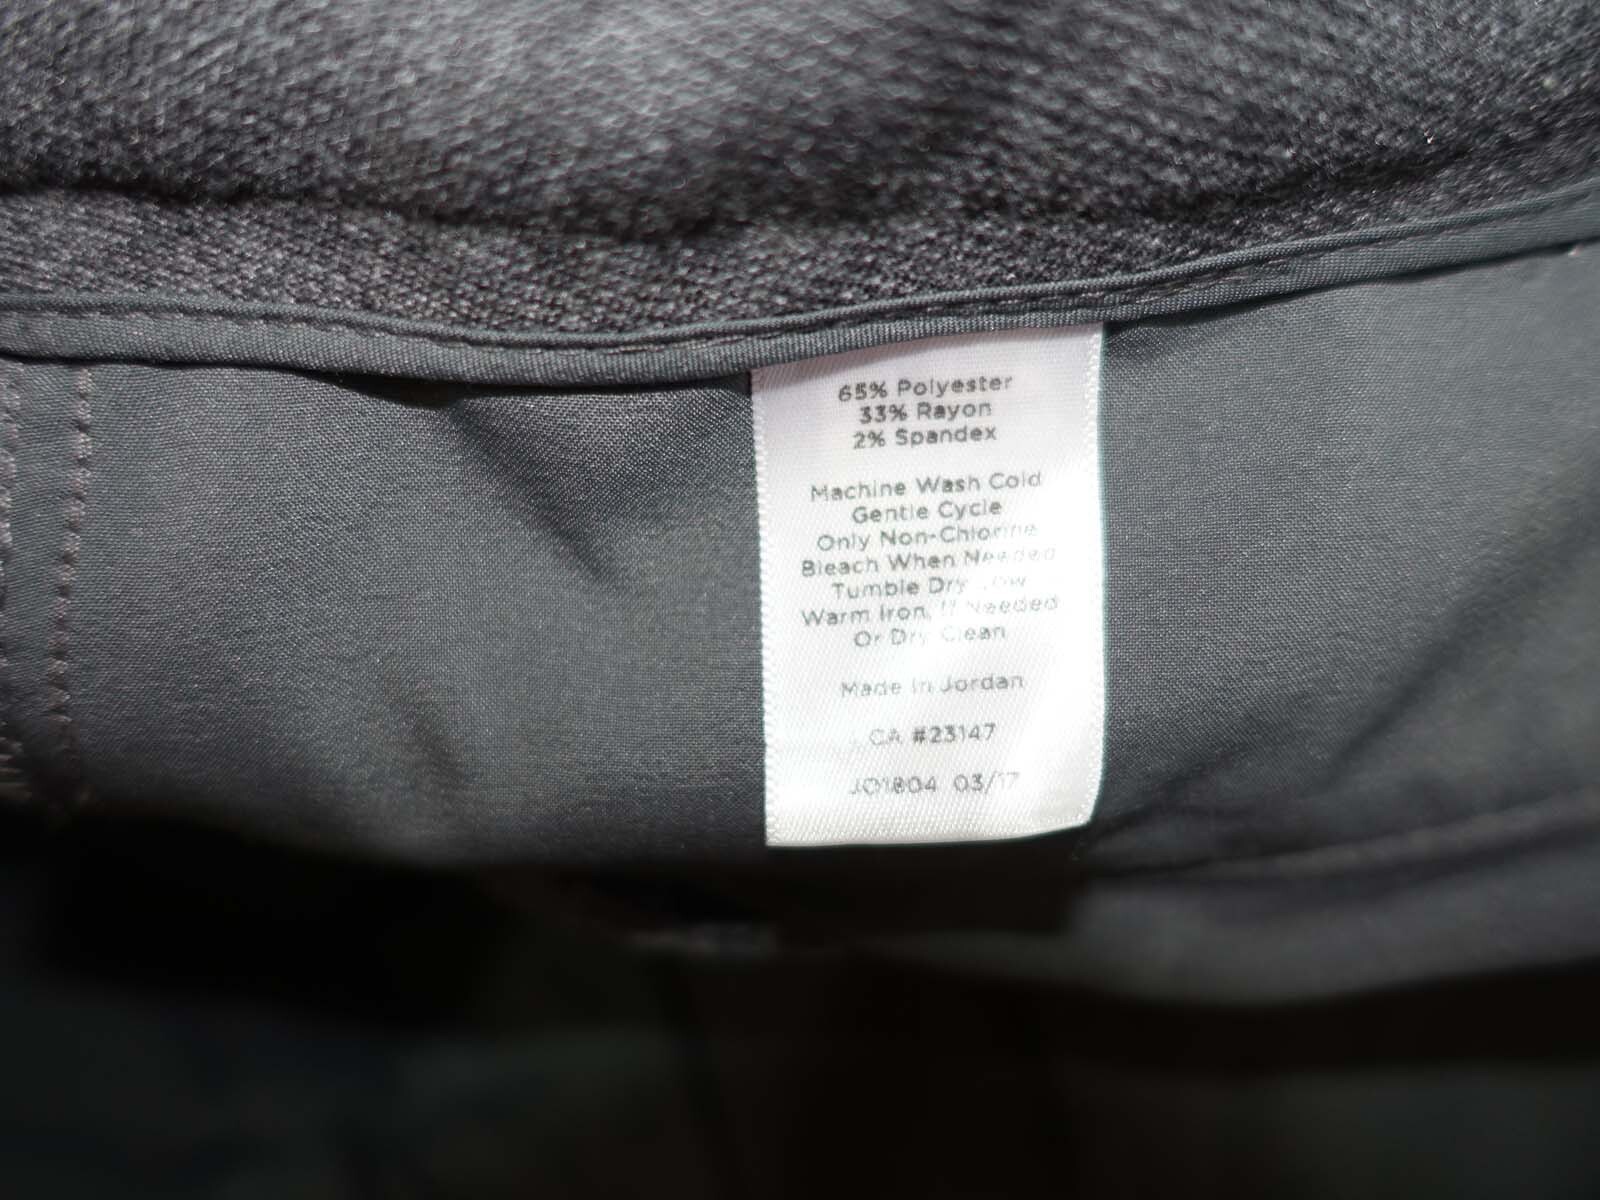 65% Polyester
33% Rayon
2% Spandex
Machine Wash Cold
Gentle Cycle
Only Non-Chlorine
Bleach When Needed
Tumble Dry Low
Warm Iron, If Needed
Or Dry Clean
Made in Jordan
CA #23147
JO1804 03/17